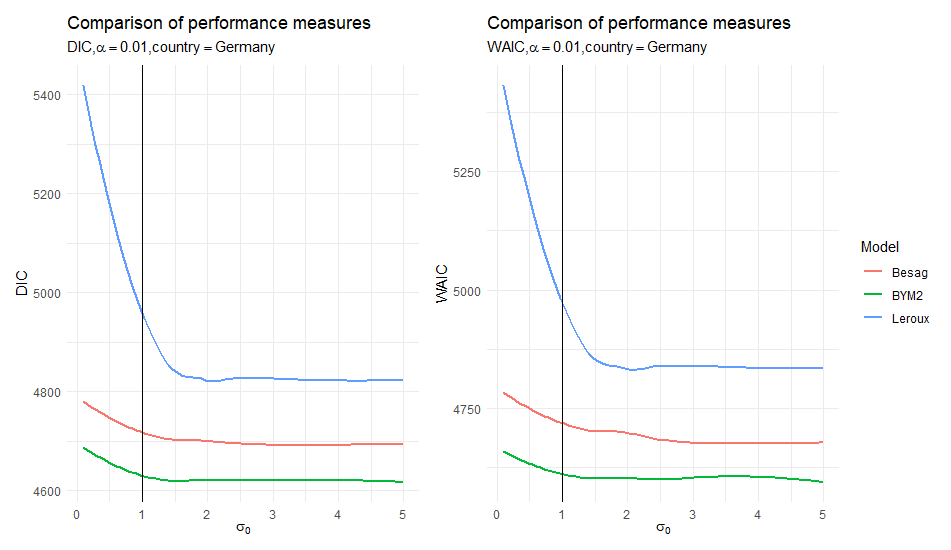 Comparison of performance measures
DIC,α = 0.01,country = Germany
DIC
5400
5200
5000
4800
4600
0 1 2 3 4 5
σ0
Comparison of performance measures
WAIC,α = 0.01,country = Germany
WAIC
5250
5000
4750
0 1 2 3 4 5
σ0
Model
Besag
BYM2
Leroux